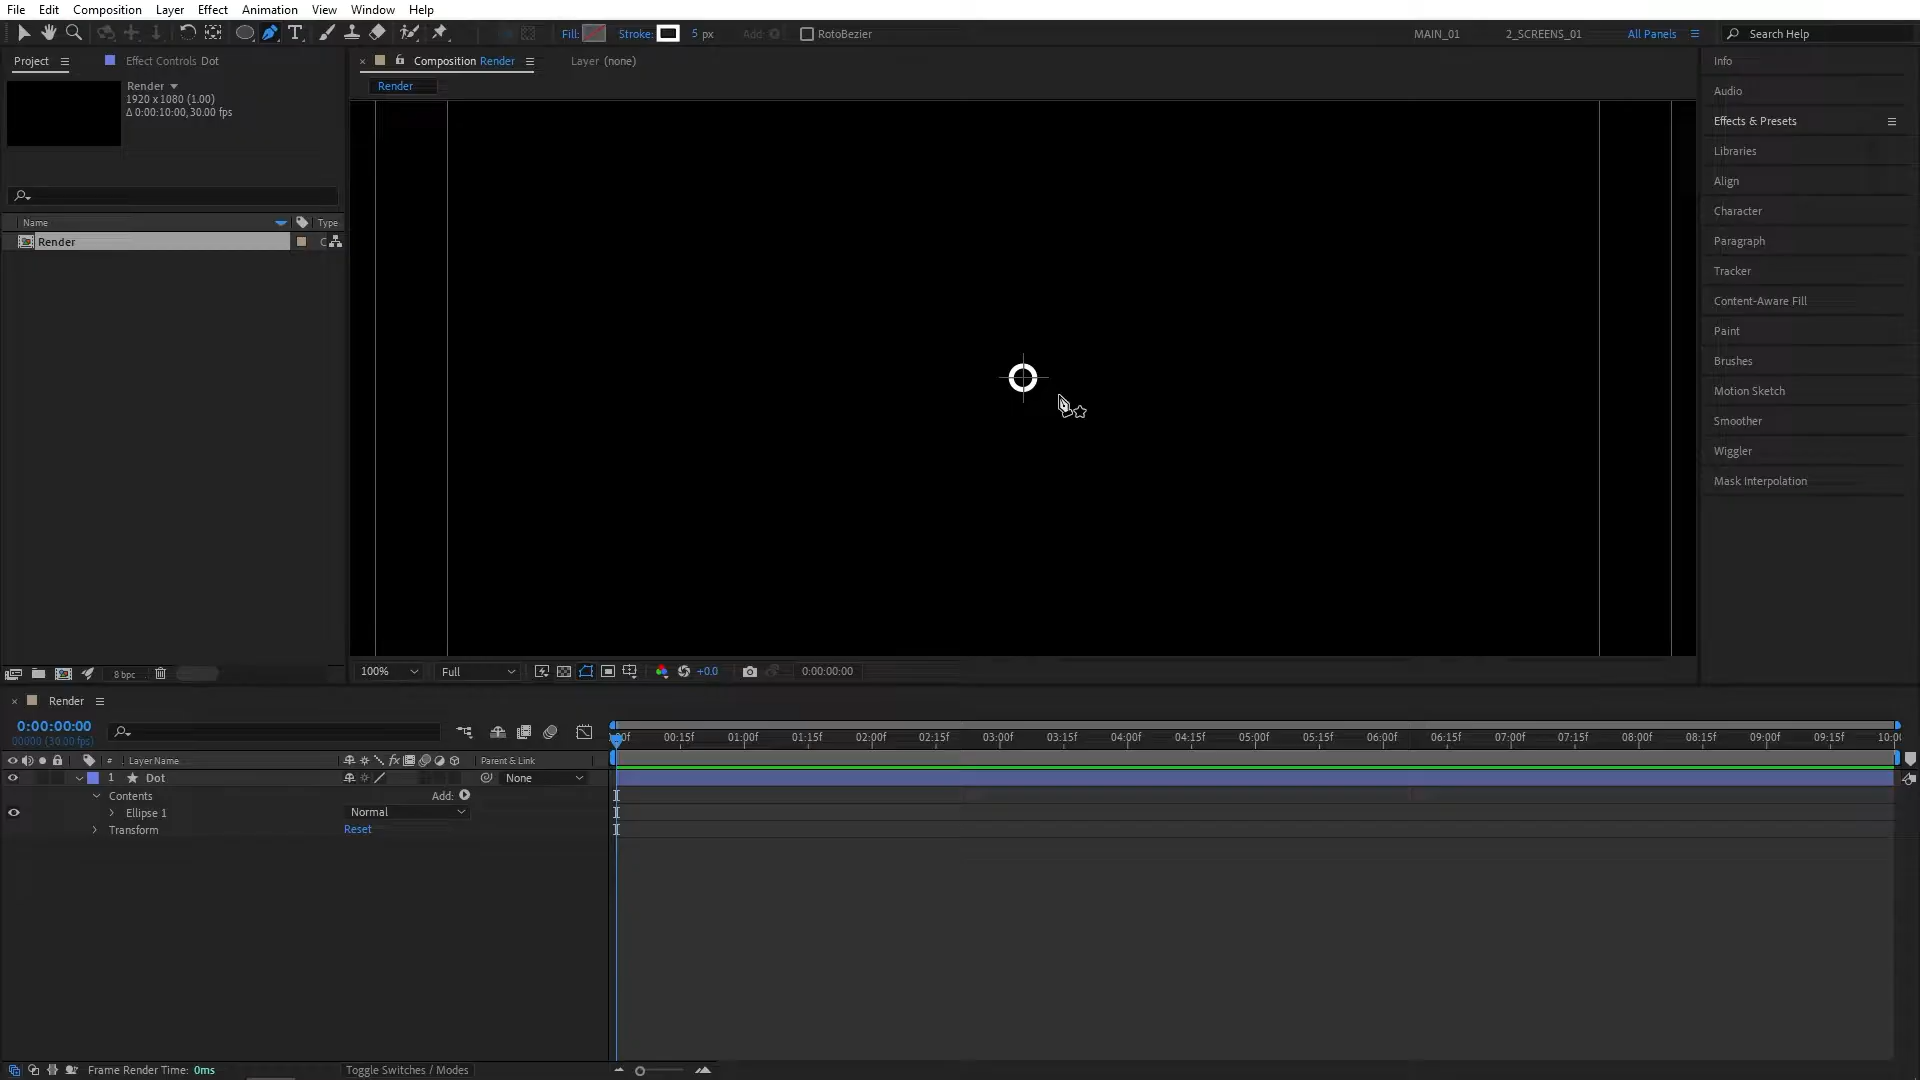 File Edit Composition Layer Effect Animation View Window Help
Fill: Stroke: 5 px Add: RotoBezier MAIN_01 2_SCREENS_01 All Panels Search Help
Project Effect Controls Dot
Composition Render Layer (none)
Render
Render
1920 x 1080 (1.00)
Δ 0:00:10:00, 30.00 fps
Name Type
Render C
8 bpc
100% Full +0.0 0:00:00:00
Info
Audio
Effects & Presets
Libraries
Align
Character
Paragraph
Tracker
Content-Aware Fill
Paint
Brushes
Motion Sketch
Smoother
Wiggler
Mask Interpolation
Render
0:00:00:00
00000 (30.00 fps)
:00f 00:15f 01:00f 01:15f 02:00f 02:15f 03:00f 03:15f 04:00f 04:15f 05:00f 05:15f 06:00f 06:15f 07:00f 07:15f 08:00f 08:15f 09:00f 09:15f 10:00
# Layer Name fx Parent & Link
1 Dot None
Contents Add:
Ellipse 1 Normal
Transform Reset
Frame Render Time: 0ms Toggle Switches / Modes